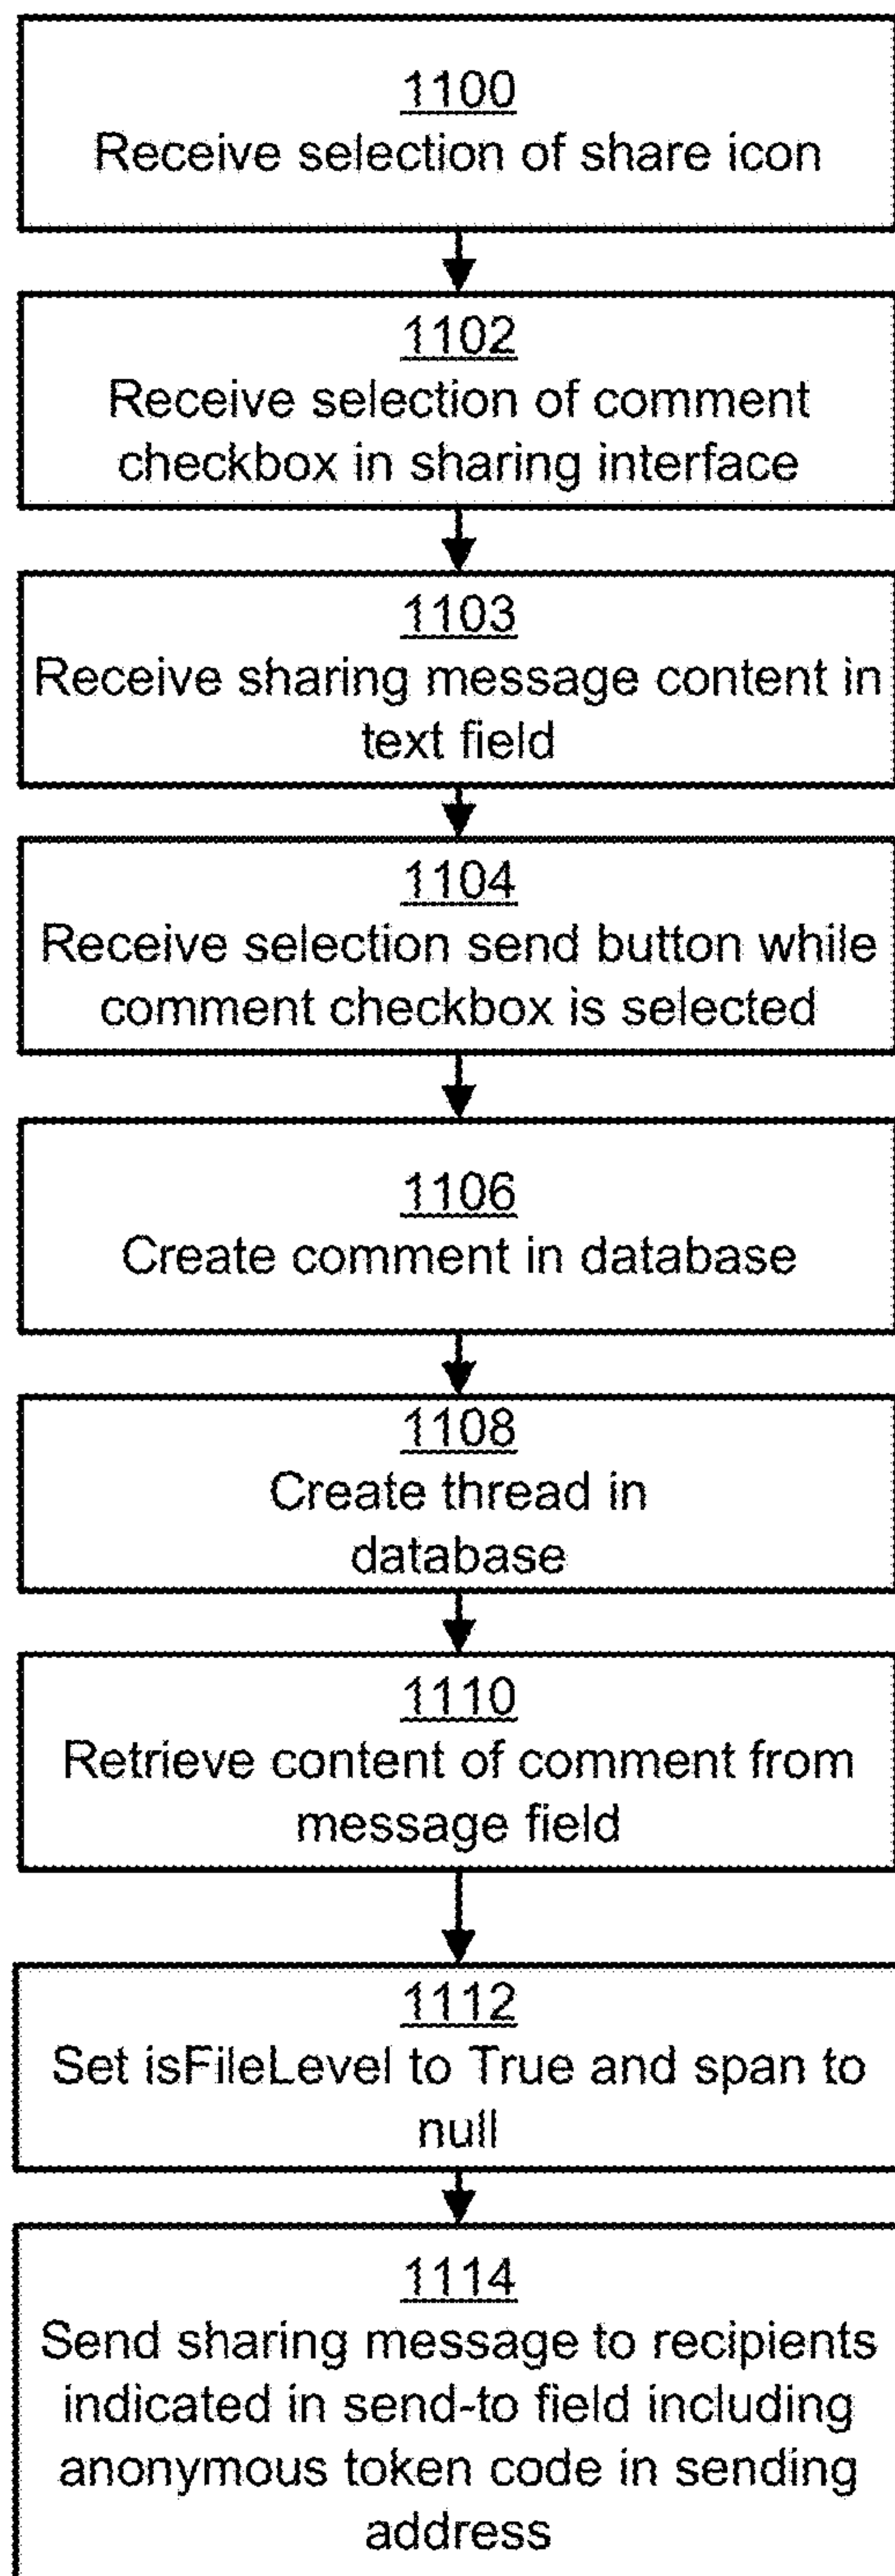 1100
Receive selection of share icon
1102
Receive selection of comment
checkbox in sharing interface
1103
Receive sharing message content in
text field
1104
Receive selection send button while
comment checkbox is selected
1106
Create comment in database
1108
Create thread in
database
1110
Retrieve content of comment from
message field
1112
Set isFileLevel to True and span to
null
1114
Send sharing message to recipients
indicated in send-to field including
anonymous token code in sending
address